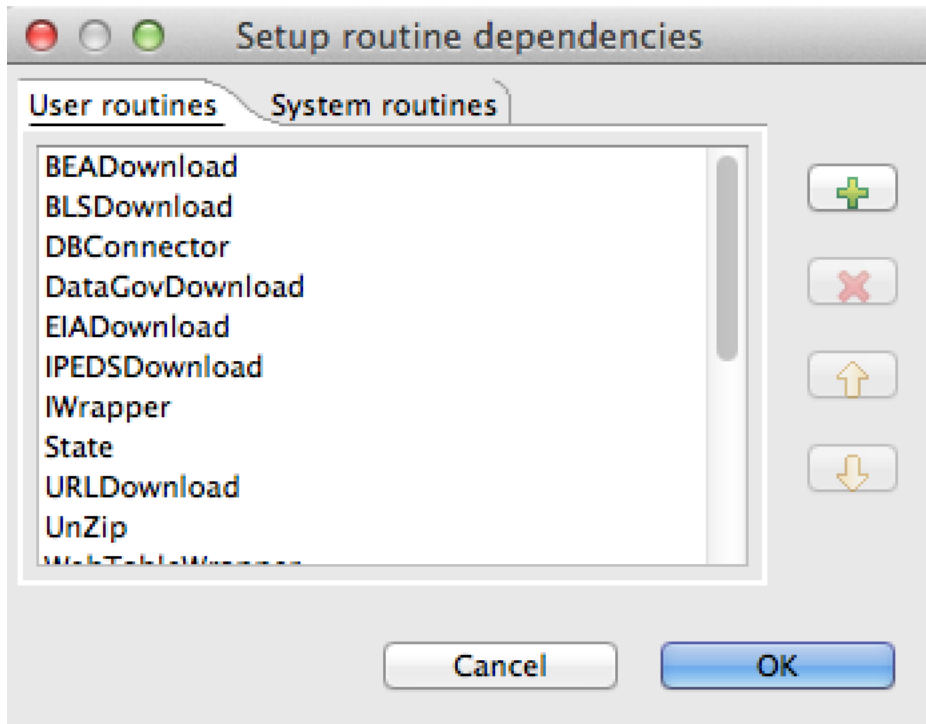 Setup routine dependencies
User routines System routines
BEADownload
BLSDownload
DBConnector
DataGovDownload
EIADownload
IPEDSDownload
IWrapper
State
URLDownload
UnZip
WebTableWrapper
Cancel OK